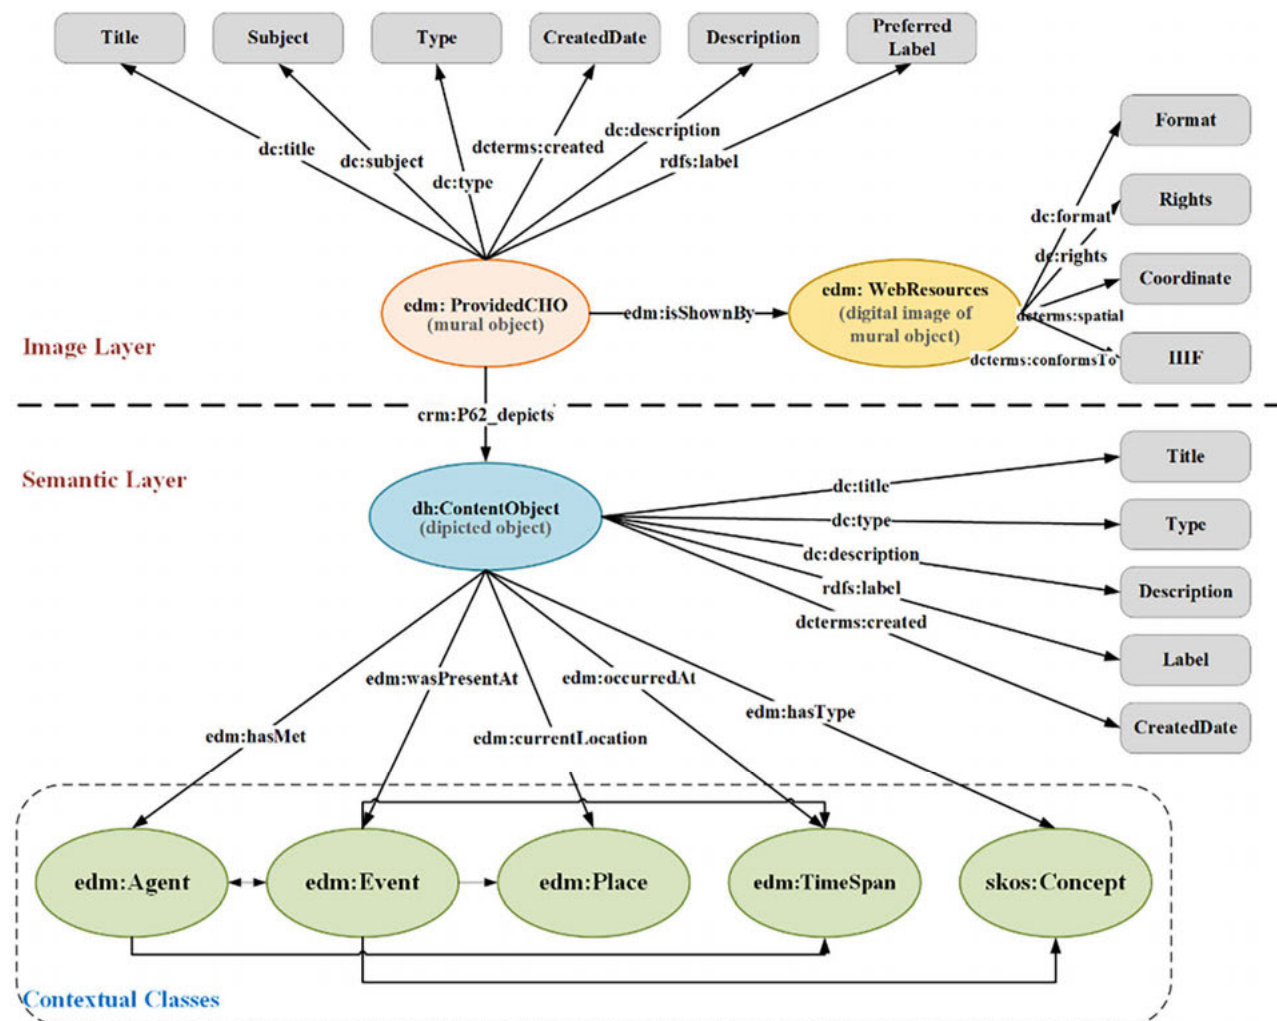 Title
Subject
Type
CreatedDate
Description
Preferred
Label
dc:title
dc:subject
dc:type
dcterms:created
dc:description
rdfs:label
Format
Rights
Coordinate
IIIF
dc:format
dc:rights
dcterms:spatial
dcterms:conformsTo
edm: ProvidedCHO
(mural object)
edm:isShownBy
edm: WebResources
(digital image of
mural object)
Image Layer
crm:P62_depicts
Semantic Layer
dh:ContentObject
(dipicted object)
dc:title
dc:type
dc:description
rdfs:label
dcterms:created
Title
Type
Description
Label
CreatedDate
edm:hasMet
edm:wasPresentAt
edm:currentLocation
edm:occurredAt
edm:hasType
edm:Agent
edm:Event
edm:Place
edm:TimeSpan
skos:Concept
Contextual Classes